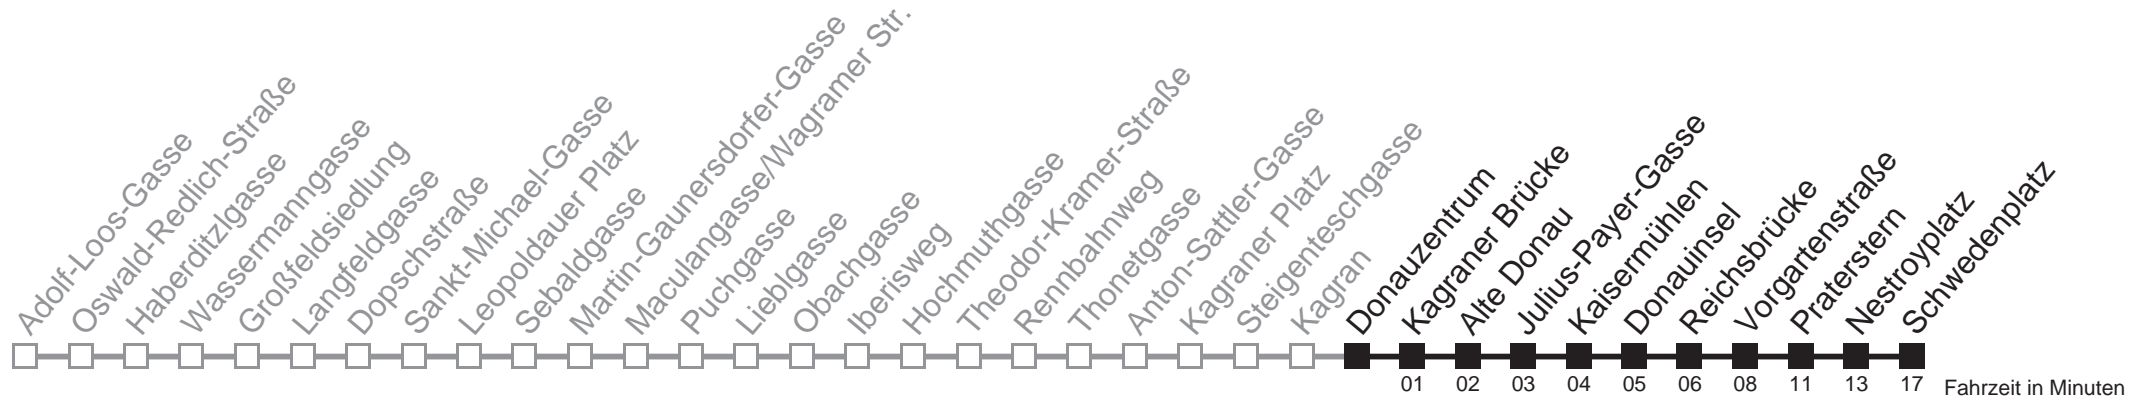 Adolf-Loos-Gasse
Oswald-Redlich-Straße
Haberditzlgasse
Wassermanngasse
Großfeldsiedlung
Langfeldgasse
Dopschstraße
Sankt-Michael-Gasse
Leopoldauer Platz
Sebaldgasse
Martin-Gaunersdorfer-Gasse
Maculangasse/Wagramer Str.
Puchgasse
Lieblgasse
Obachgasse
Iberisweg
Hochmuthgasse
Theodor-Kramer-Straße
Rennbahnweg
Thonetgasse
Anton-Sattler-Gasse
Kagraner Platz
Steigenteschgasse
Kagran
Donauzentrum
Kagraner Brücke
Alte Donau
Julius-Payer-Gasse
Kaisermühlen
Donauinsel
Reichsbrücke
Vorgartenstraße
Praterstern
Nestroyplatz
Schwedenplatz
01 02 03 04 05 06 08 11 13 17 Fahrzeit in Minuten